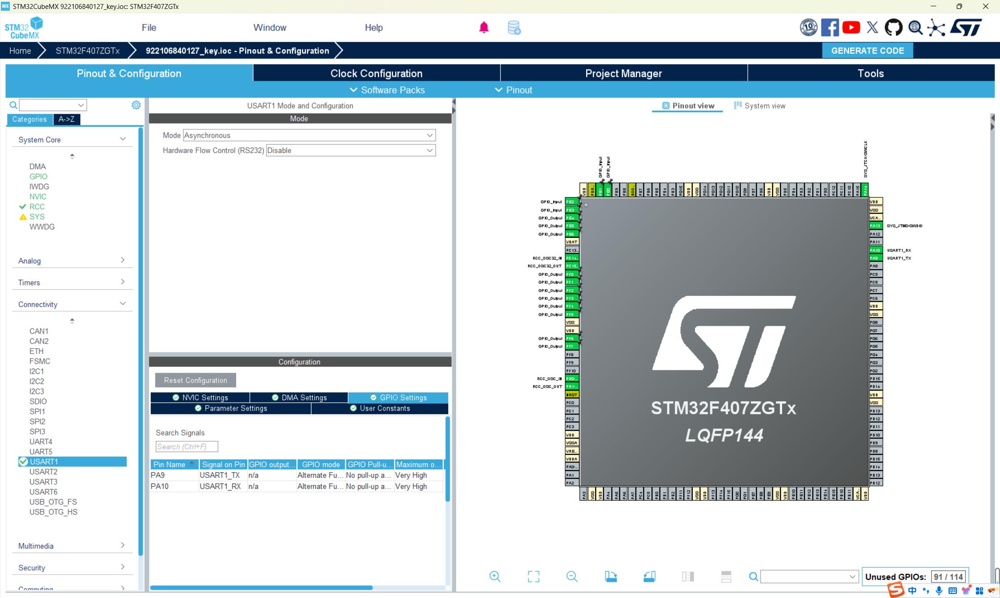 STM32CubeMX 922106840127_key.ioc: STM32F407ZGTx
STM32 CubeMX
File
Window
Help
Home
STM32F407ZGTx
922106840127_key.ioc - Pinout & Configuration
GENERATE CODE
Pinout & Configuration
Clock Configuration
Project Manager
Tools
Software Packs
Pinout
Categories
A->Z
System Core
DMA
GPIO
IWDG
NVIC
RCC
SYS
WWDG
Analog
Timers
Connectivity
CAN1
CAN2
ETH
FSMC
I2C1
I2C2
I2C3
SDIO
SPI1
SPI2
SPI3
UART4
UART5
USART1
USART2
USART3
USART6
USB_OTG_FS
USB_OTG_HS
Multimedia
Security
Computing
USART1 Mode and Configuration
Mode
Mode Asynchronous
Hardware Flow Control (RS232) Disable
Configuration
Reset Configuration
NVIC Settings
DMA Settings
GPIO Settings
Parameter Settings
User Constants
Search Signals
Search (Ctrl+F)
Pin Name Signal on Pin GPIO output... GPIO mode GPIO Pull-u... Maximum o...
PA9 USART1_TX n/a Alternate Fu... No pull-up a... Very High
PA10 USART1_RX n/a Alternate Fu... No pull-up a... Very High
Pinout view
System view
GPIO_Input
GPIO_Input
SYS_JTCK-SWCLK
VDD PDR.. PE1 PE0 PB9 PB8 BOO.. PB7 PB6 PB5 PB4 PB3 PG15 VDD VSS PG14 PG13 PG12 PG11 PG10 PG9 PD7 PD6 VDD VSS PD5 PD4 PD3 PD2 PD1 PD0 PC12 PC11 PC10 PA15 PA14
GPIO_Input PE2
GPIO_Input PE3
GPIO_Output PE4
GPIO_Output PE5
GPIO_Output PE6
VBAT
PC13..
RCC_OSC32_IN PC14..
RCC_OSC32_OUT PC15..
GPIO_Output PF0
GPIO_Output PF1
GPIO_Output PF2
GPIO_Output PF3
GPIO_Output PF4
GPIO_Output PF5
VSS
VDD
GPIO_Output PF6
GPIO_Output PF7
PF8
PF9
PF10
RCC_OSC_IN PH0-..
RCC_OSC_OUT PH1-..
NRST
PC0
PC1
PC2
PC3
VDD
VSSA
VRE..
VDDA
PA0-..
PA1
PA2
STM32F407ZGTx
LQFP144
VDD
VSS
VCA..
PA13 SYS_JTMS-SWDIO
PA12
PA11
PA10 USART1_RX
PA9 USART1_TX
PA8
PC9
PC8
PC7
PC6
VDD
VSS
PG8
PG7
PG6
PG5
PG4
PG3
PG2
PD15
PD14
VDD
VSS
PD13
PD12
PD11
PD10
PD9
PD8
PB15
PB14
PB13
PB12
PA3 VSS VDD PA4 PA5 PA6 PA7 PC4 PC5 PB0 PB1 PB2 PF11 PF12 VSS VDD PF13 PF14 PF15 PG0 PG1 PE7 PE8 PE9 VSS VDD PE10 PE11 PE12 PE13 PE14 PE15 PB10 PB11 VCA.. VDD
Unused GPIOs: 91 / 114
中